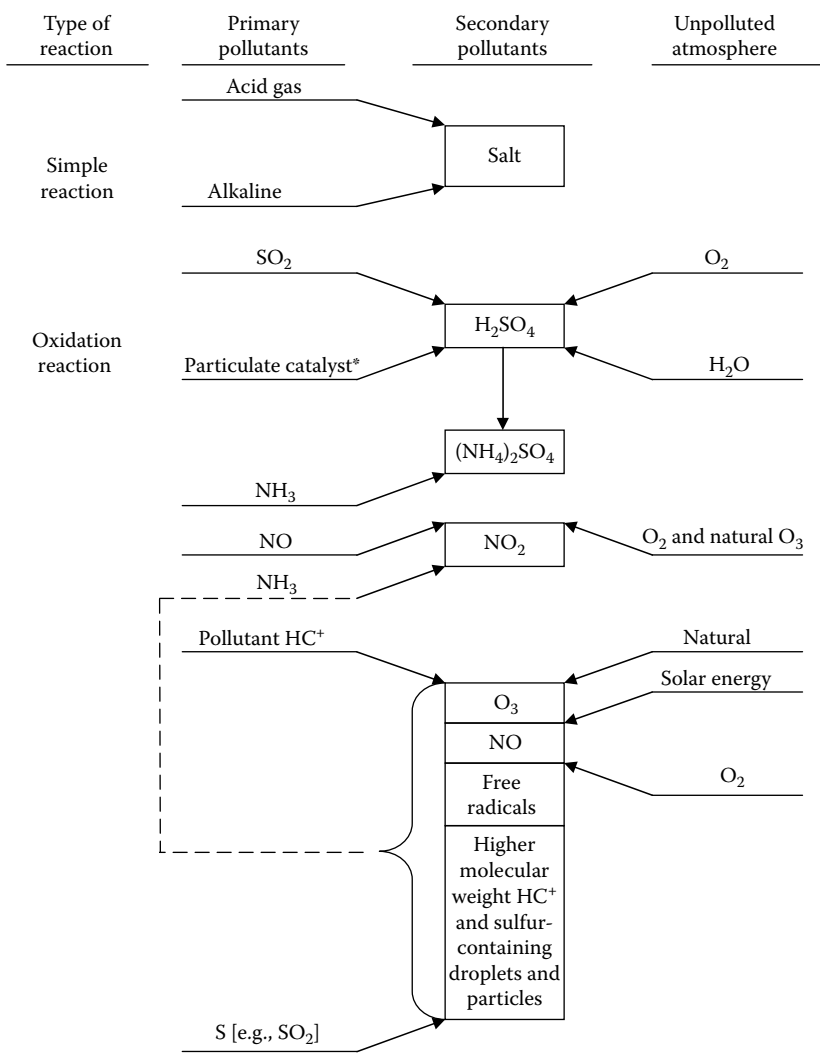 Type of
reaction
Primary
pollutants
Secondary
pollutants
Unpolluted
atmosphere
Acid gas
Salt
Simple
reaction
Alkaline
SO₂
O₂
H₂SO₄
Oxidation
reaction
Particulate catalyst*
H₂O
(NH₄)₂SO₄
NH₃
NO
NO₂
O₂ and natural O₃
NH₃
Pollutant HC⁺
Natural
Solar energy
O₃
NO
O₂
Free
radicals
Higher
molecular
weight HC⁺
and sulfur-
containing
droplets and
particles
S [e.g., SO₂]